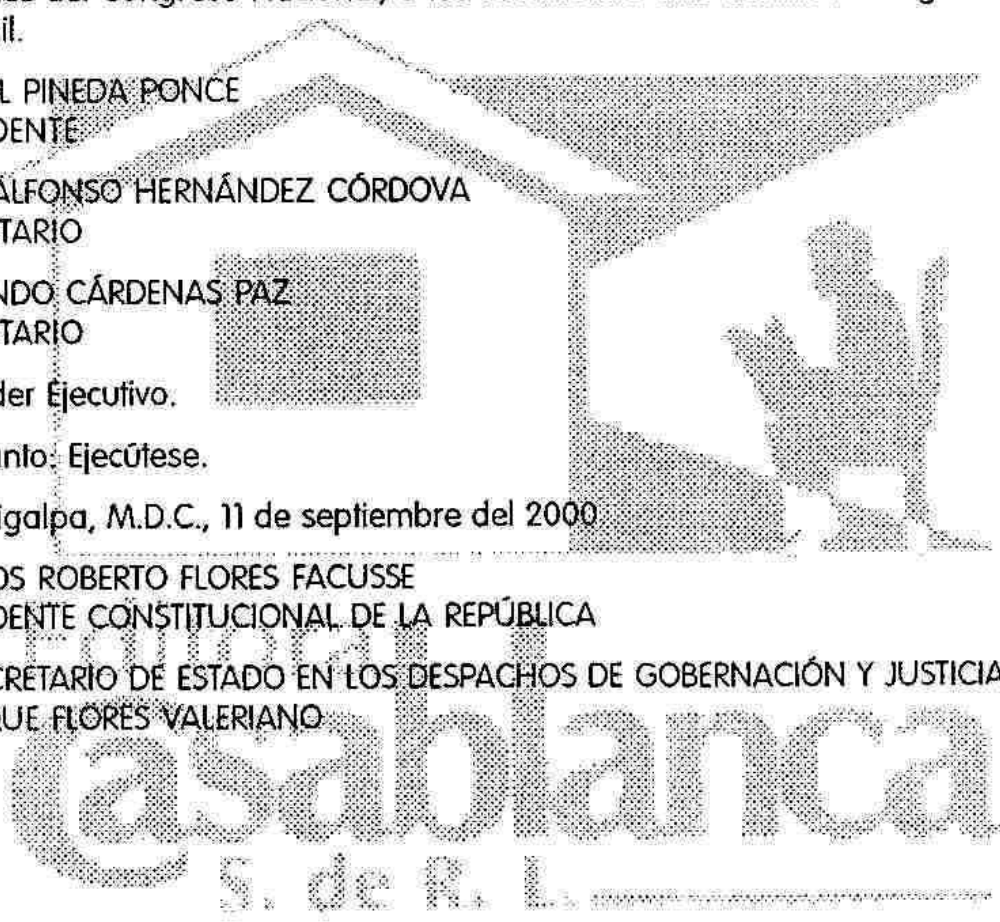 il.
L PINEDA PONCE
DENTE
ALFONSO HERNÁNDEZ CÓRDOVA
TARIO
NDO CÁRDENAS PAZ
TARIO
der Ejecutivo.
anto: Ejecútese.
igalpa, M.D.C., 11 de septiembre del 2000
OS ROBERTO FLORES FACUSSE
DENTE CONSTITUCIONAL DE LA REPÚBLICA
CRETARIO DE ESTADO EN LOS DESPACHOS DE GOBERNACIÓN Y JUSTICIA
UE FLORES VALERIANO
Editorial
Casablanca
S. de R. L.